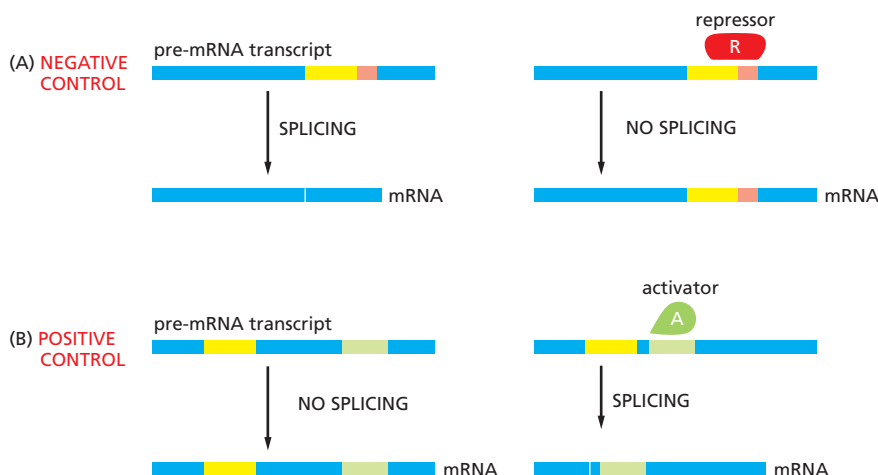 (A) NEGATIVE
CONTROL
pre-mRNA transcript
SPLICING
mRNA
repressor
R
NO SPLICING
mRNA
(B) POSITIVE
CONTROL
pre-mRNA transcript
NO SPLICING
mRNA
activator
A
SPLICING
mRNA